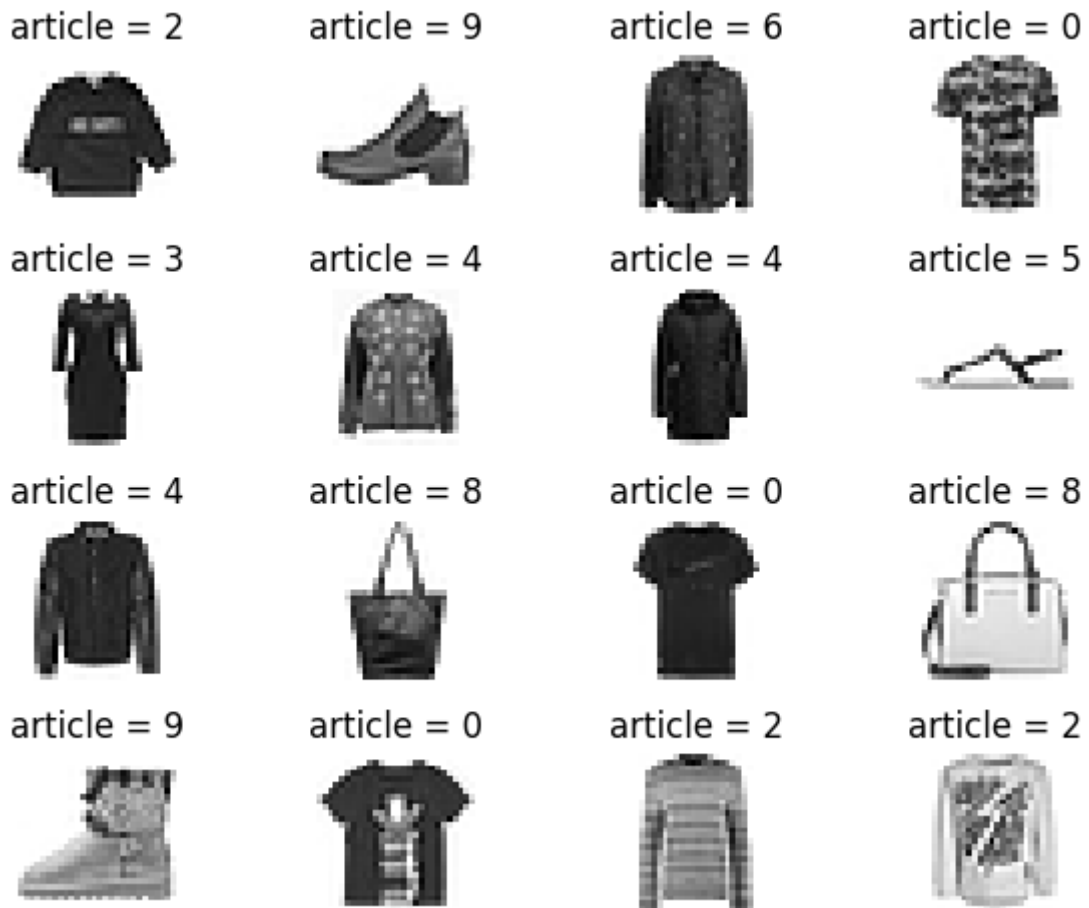 article = 2 article = 9 article = 6 article = 0
article = 3 article = 4 article = 4 article = 5
article = 4 article = 8 article = 0 article = 8
article = 9 article = 0 article = 2 article = 2